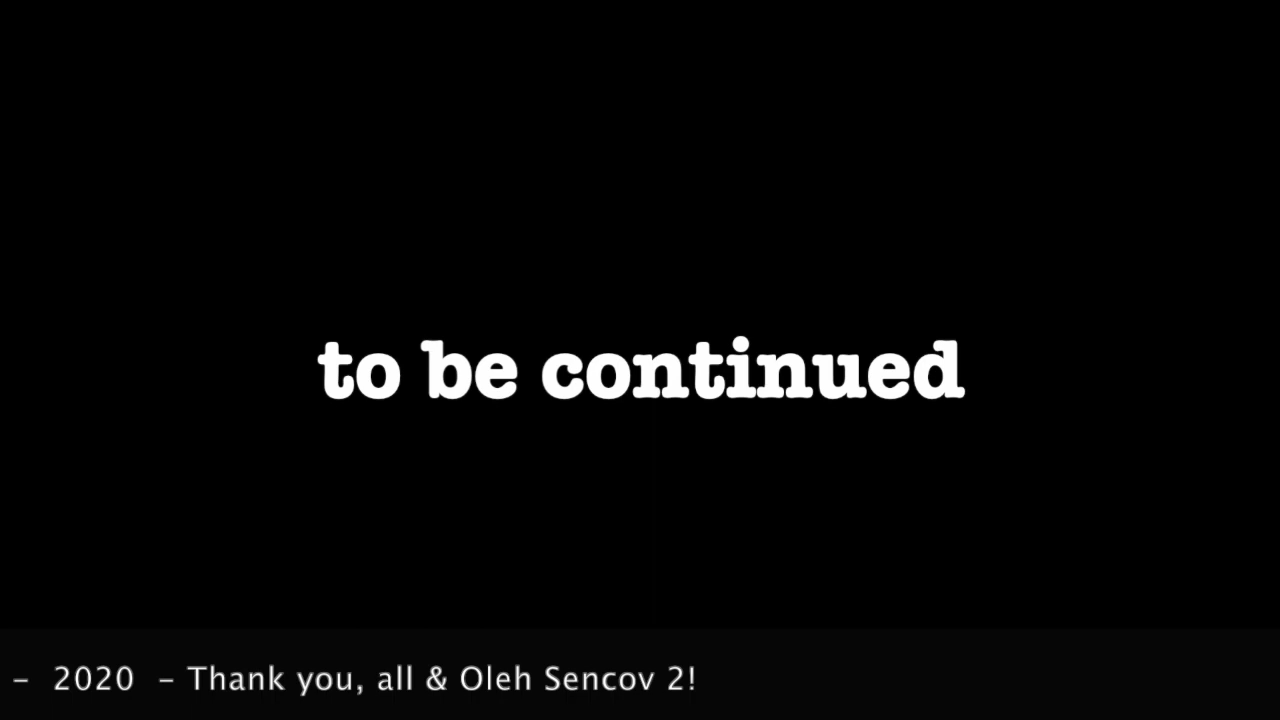 to be continued
– 2020 – Thank you, all & Oleh Sencov 2!